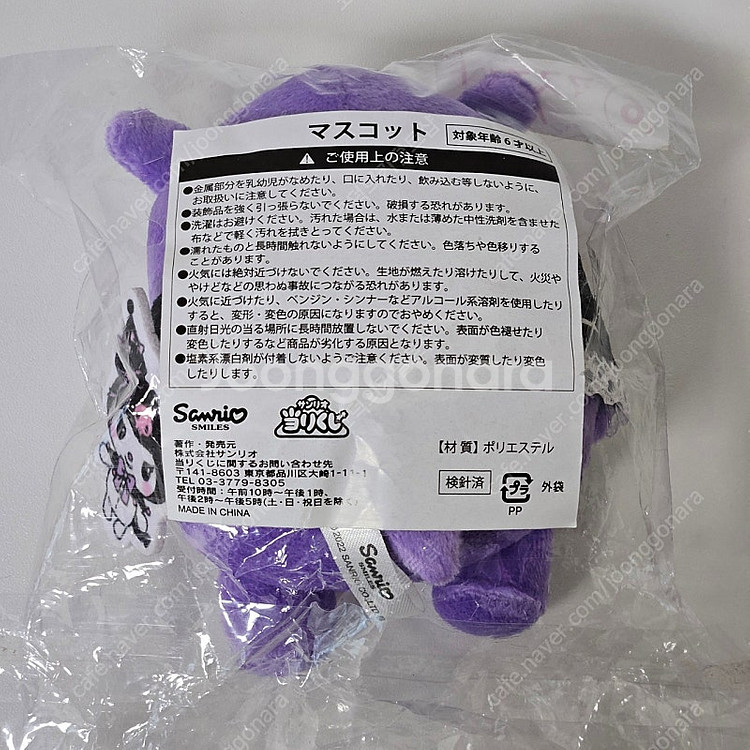 マスコット
対象年齢6才以上
⚠ ご使用上の注意
●金属部分を乳幼児がなめたり、口に入れたり、飲み込む等しないように、
お取扱いに注意してください。
●装飾品を強く引っ張らないでください。破損する恐れがあります。
●洗濯はお避けください。汚れた場合は、水または薄めた中性洗剤を含ませた
布などで軽く汚れを拭きとってください。
●濡れたものと長時間触れないようにしてください。色落ちや色移りする
ことがあります。
●火気には絶対近づけないでください。生地が燃えたり溶けたりして、火災や
やけどなどの思わぬ事故につながる恐れがあります。
●火気に近づけたり、ベンジン・シンナーなどアルコール系溶剤を使用したり
すると、変形・変色の原因になりますのでおやめください。
●直射日光の当る場所に長時間放置しないでください。表面が色褪せたり
変色したりするなど商品が劣化する原因となります。
●塩素系漂白剤が付着しないようご注意ください。表面が変質したり変色
したりします。
joonggonara
Sanrio
SMILES
サンリオ
当りくじ
著作・発売元
株式会社サンリオ
当りくじに関するお問い合わせ先
〒141-8603 東京都品川区大崎1-11-1
TEL 03-3779-8305
受付時間:午前10時〜午後1時、
午後2時〜午後5時(土・日・祝日を除く)
MADE IN CHINA
【材 質】ポリエステル
検針済
プラ
外袋
PP
©2022 SANRIO CO.,LTD.
Sanrio
SMILES
cafe.naver.com/joonggonara